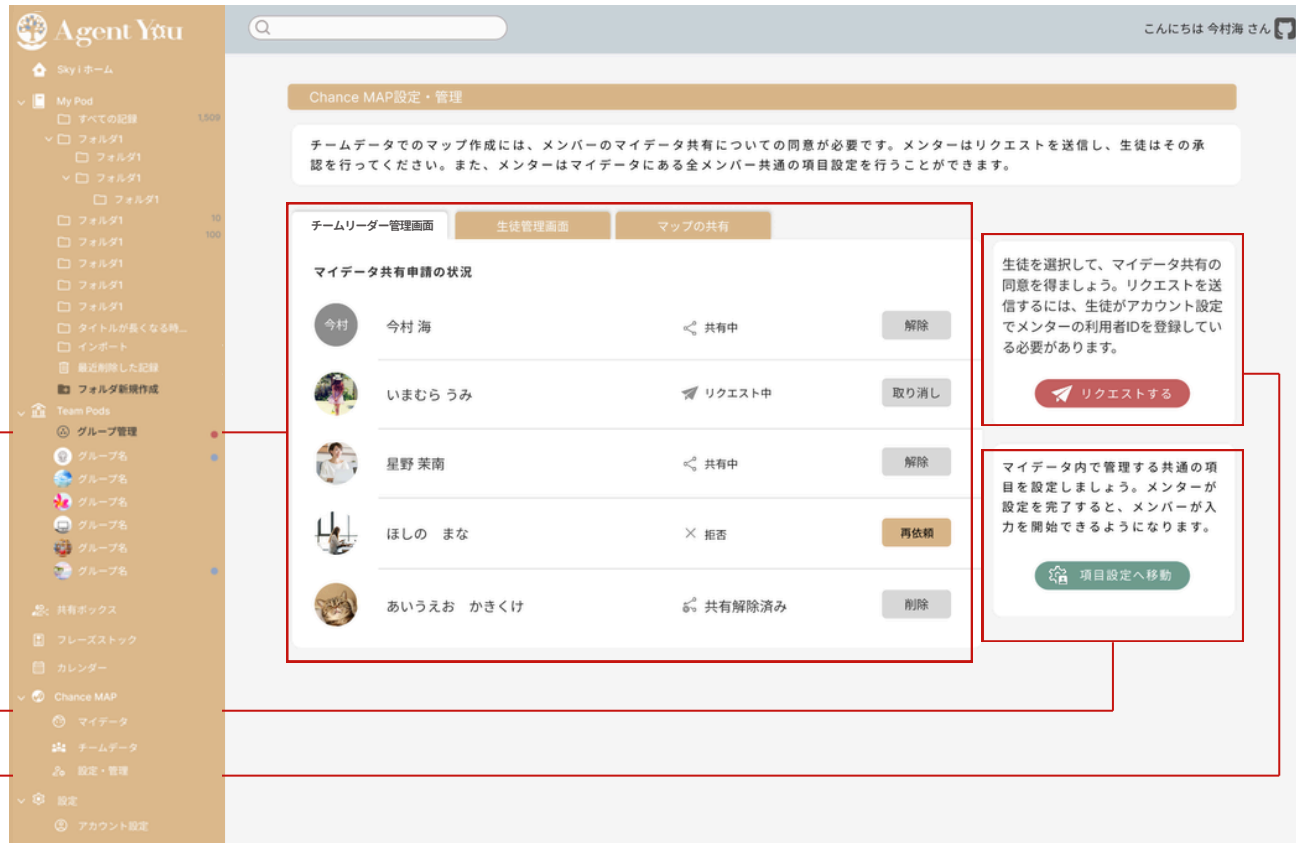 Agent You
こんにちは 今村海 さん
Sky i ホーム
My Pod
すべての記録 1,509
フォルダ1
フォルダ1
フォルダ1
フォルダ1
フォルダ1 10
フォルダ1 100
フォルダ1
フォルダ1
フォルダ1
タイトルが長くなる時...
インポート
最近削除した記録
フォルダ新規作成
Team Pods
グループ管理
グループ名
グループ名
グループ名
グループ名
グループ名
グループ名
共有ボックス
フレーズストック
カレンダー
Chance MAP
マイデータ
チームデータ
設定・管理
設定
アカウント設定
Chance MAP設定・管理
チームデータでのマップ作成には、メンバーのマイデータ共有についての同意が必要です。メンターはリクエストを送信し、生徒はその承
認を行ってください。また、メンターはマイデータにある全メンバー共通の項目設定を行うことができます。
チームリーダー管理画面 生徒管理画面 マップの共有
マイデータ共有申請の状況
今村 今村 海 共有中 解除
いまむら うみ リクエスト中 取り消し
星野 茉南 共有中 解除
ほしの まな 拒否 再依頼
あいうえお かきくけ 共有解除済み 削除
生徒を選択して、マイデータ共有の
同意を得ましょう。リクエストを送
信するには、生徒がアカウント設定
でメンターの利用者IDを登録してい
る必要があります。
リクエストする
マイデータ内で管理する共通の項
目を設定しましょう。メンターが
設定を完了すると、メンバーが入
力を開始できるようになります。
項目設定へ移動